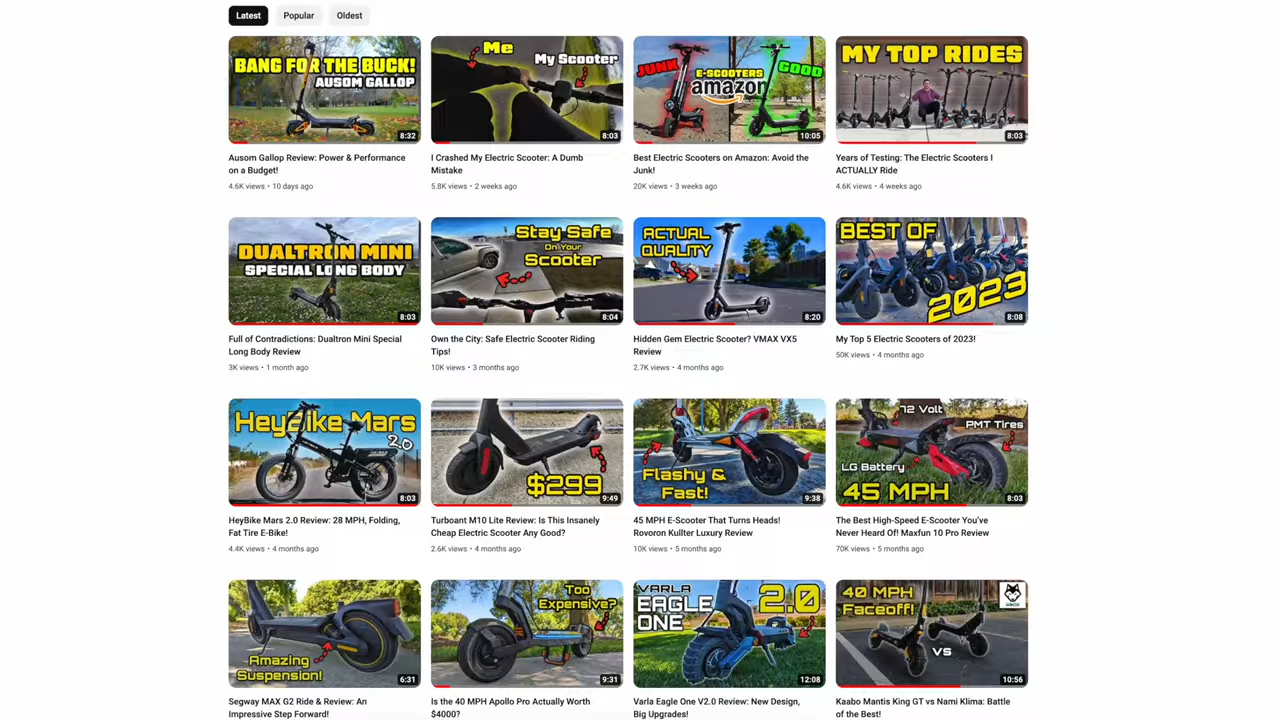 Latest
Popular
Oldest
BANG FOR THE BUCK!
AUSOM GALLOP
8:32
Me
My Scooter
8:03
JUNK
E-SCOOTERS
amazon
GOOD
10:05
MY TOP RIDES
8:03
Ausom Gallop Review: Power & Performance
on a Budget!
4.6K views • 10 days ago
I Crashed My Electric Scooter: A Dumb
Mistake
5.8K views • 2 weeks ago
Best Electric Scooters on Amazon: Avoid the
Junk!
20K views • 3 weeks ago
Years of Testing: The Electric Scooters I
ACTUALLY Ride
4.6K views • 4 weeks ago
DUALTRON MINI
SPECIAL LONG BODY
8:03
Stay Safe
On Your
Scooter
8:04
ACTUAL
QUALITY
8:20
BEST OF
2023
8:08
Full of Contradictions: Dualtron Mini Special
Long Body Review
3K views • 1 month ago
Own the City: Safe Electric Scooter Riding
Tips!
10K views • 3 months ago
Hidden Gem Electric Scooter? VMAX VX5
Review
2.7K views • 4 months ago
My Top 5 Electric Scooters of 2023!
50K views • 4 months ago
HeyBike Mars
2.0
8:03
$299
9:49
Flashy &
Fast!
9:38
72 Volt
PMT Tires
LG Battery
45 MPH
8:03
HeyBike Mars 2.0 Review: 28 MPH, Folding,
Fat Tire E-Bike!
4.4K views • 4 months ago
Turboant M10 Lite Review: Is This Insanely
Cheap Electric Scooter Any Good?
2.6K views • 4 months ago
45 MPH E-Scooter That Turns Heads!
Rovoron Kullter Luxury Review
10K views • 5 months ago
The Best High-Speed E-Scooter You've
Never Heard Of! Maxfun 10 Pro Review
70K views • 5 months ago
Amazing
Suspension!
6:31
Too
Expensive?
9:31
VARLA
EAGLE
ONE
2.0
12:08
40 MPH
Faceoff!
VS
10:56
Segway MAX G2 Ride & Review: An
Impressive Step Forward!
Is the 40 MPH Apollo Pro Actually Worth
$4000?
Varla Eagle One V2.0 Review: New Design,
Big Upgrades!
Kaabo Mantis King GT vs Nami Klima: Battle
of the Best!